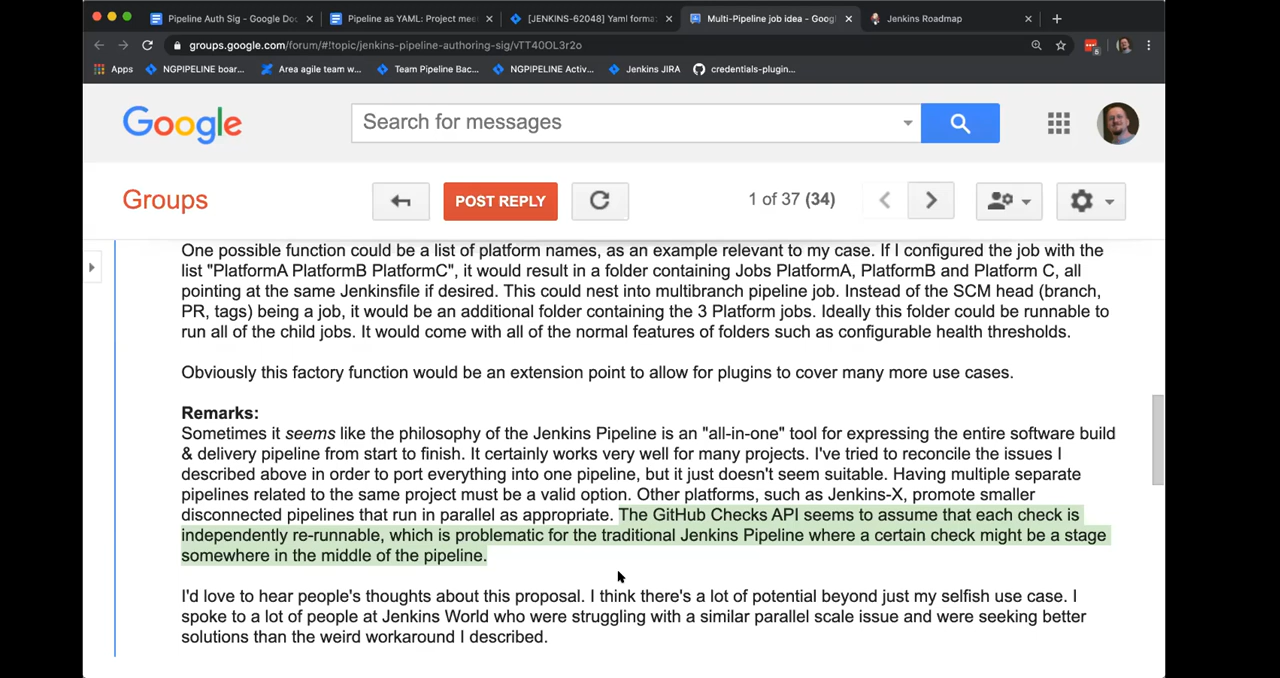 Pipeline Auth Sig - Google Doc
Pipeline as YAML: Project mee
[JENKINS-62048] Yaml forma
Multi-Pipeline job idea - Goog
Jenkins Roadmap
groups.google.com/forum/#!topic/jenkins-pipeline-authoring-sig/vTT40OL3r2o
Apps
NGPIPELINE boar...
Area agile team w...
Team Pipeline Bac...
NGPIPELINE Activ...
Jenkins JIRA
credentials-plugin...
Google
Search for messages
Groups
POST REPLY
1 of 37 (34)
One possible function could be a list of platform names, as an example relevant to my case. If I configured the job with the
list "PlatformA PlatformB PlatformC", it would result in a folder containing Jobs PlatformA, PlatformB and Platform C, all
pointing at the same Jenkinsfile if desired. This could nest into multibranch pipeline job. Instead of the SCM head (branch,
PR, tags) being a job, it would be an additional folder containing the 3 Platform jobs. Ideally this folder could be runnable to
run all of the child jobs. It would come with all of the normal features of folders such as configurable health thresholds.
Obviously this factory function would be an extension point to allow for plugins to cover many more use cases.
Remarks:
Sometimes it seems like the philosophy of the Jenkins Pipeline is an "all-in-one" tool for expressing the entire software build
& delivery pipeline from start to finish. It certainly works very well for many projects. I've tried to reconcile the issues I
described above in order to port everything into one pipeline, but it just doesn't seem suitable. Having multiple separate
pipelines related to the same project must be a valid option. Other platforms, such as Jenkins-X, promote smaller
disconnected pipelines that run in parallel as appropriate. The GitHub Checks API seems to assume that each check is
independently re-runnable, which is problematic for the traditional Jenkins Pipeline where a certain check might be a stage
somewhere in the middle of the pipeline.
I'd love to hear people's thoughts about this proposal. I think there's a lot of potential beyond just my selfish use case. I
spoke to a lot of people at Jenkins World who were struggling with a similar parallel scale issue and were seeking better
solutions than the weird workaround I described.